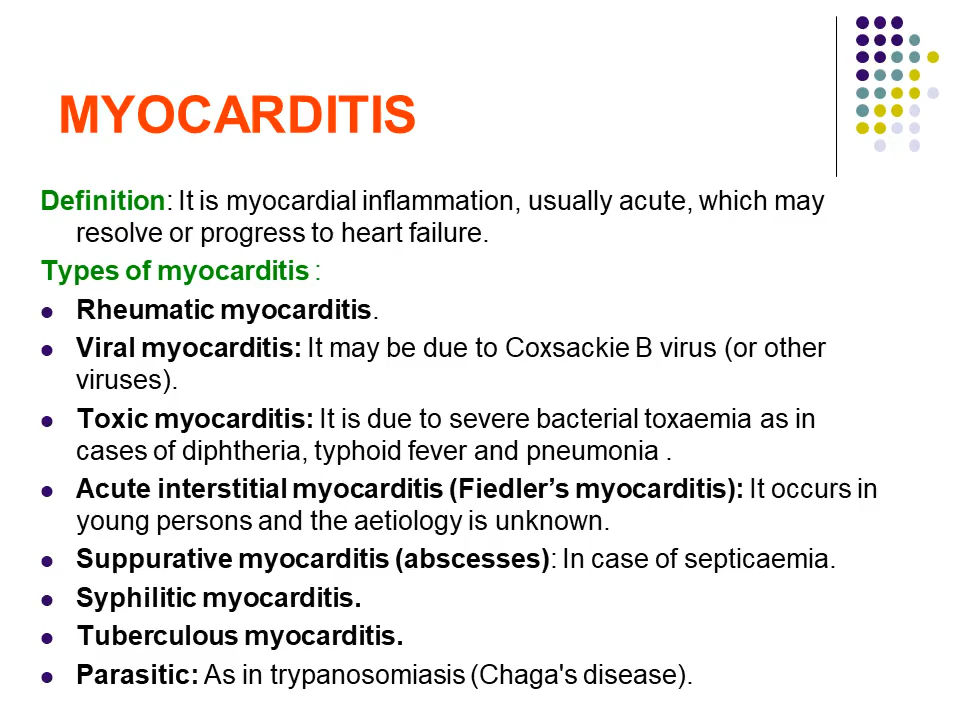 MYOCARDITIS
Definition: It is myocardial inflammation, usually acute, which may
resolve or progress to heart failure.
Types of myocarditis :
Rheumatic myocarditis.
Viral myocarditis: It may be due to Coxsackie B virus (or other
viruses).
Toxic myocarditis: It is due to severe bacterial toxaemia as in
cases of diphtheria, typhoid fever and pneumonia .
Acute interstitial myocarditis (Fiedler’s myocarditis): It occurs in
young persons and the aetiology is unknown.
Suppurative myocarditis (abscesses): In case of septicaemia.
Syphilitic myocarditis.
Tuberculous myocarditis.
Parasitic: As in trypanosomiasis (Chaga's disease).